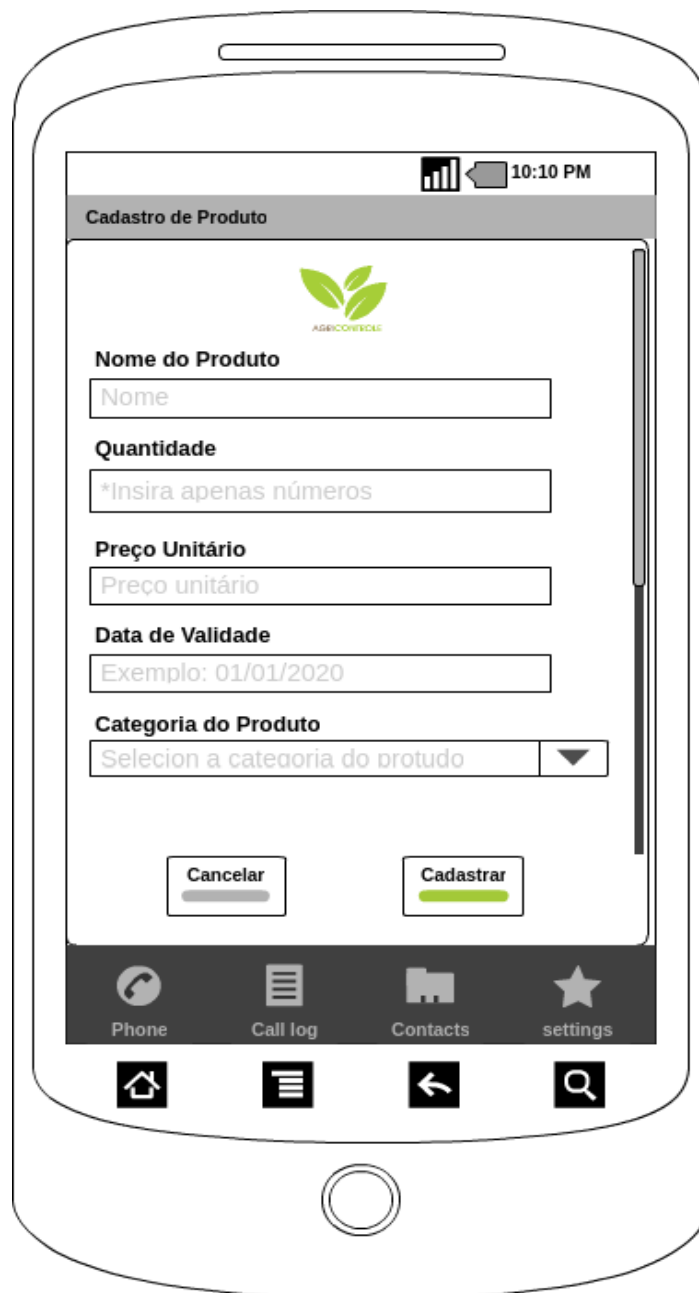 10:10 PM
Cadastro de Produto
AGRICONTROLE
Nome do Produto
Nome
Quantidade
*Insira apenas números
Preço Unitário
Preço unitário
Data de Validade
Exemplo: 01/01/2020
Categoria do Produto
Selecion a categoria do protudo
Cancelar
Cadastrar
Phone
Call log
Contacts
settings